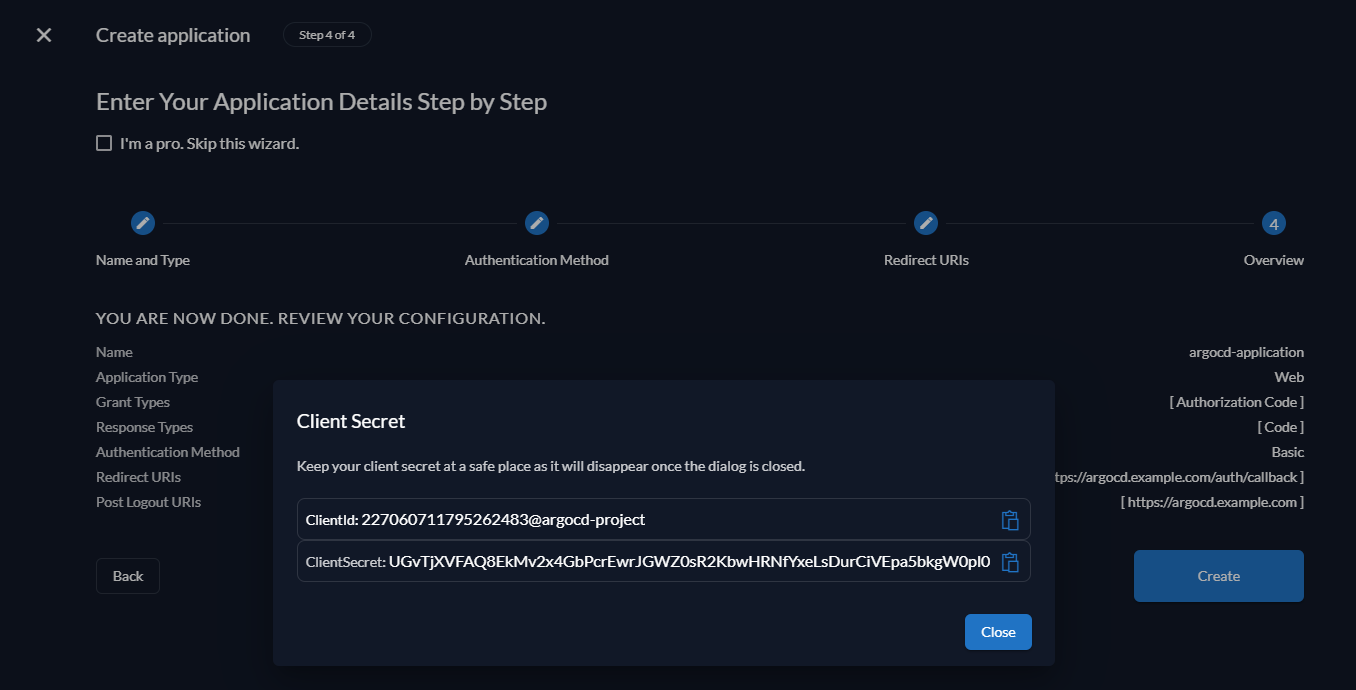 Create application
Step 4 of 4
Enter Your Application Details Step by Step
I'm a pro. Skip this wizard.
4
Name and Type
Authentication Method
Redirect URIs
Overview
YOU ARE NOW DONE. REVIEW YOUR CONFIGURATION.
Name argocd-application
Application Type Web
Grant Types [ Authorization Code ]
Response Types [ Code ]
Authentication Method Basic
Redirect URIs tps://argocd.example.com/auth/callback ]
Post Logout URIs [ https://argocd.example.com ]
Client Secret
Keep your client secret at a safe place as it will disappear once the dialog is closed.
ClientId: 227060711795262483@argocd-project
ClientSecret: UGvTjXVFAQ8EkMv2x4GbPcrEwrJGWZ0sR2KbwHRNfYxeLsDurCiVEpa5bkgW0pl0
Close
Back
Create